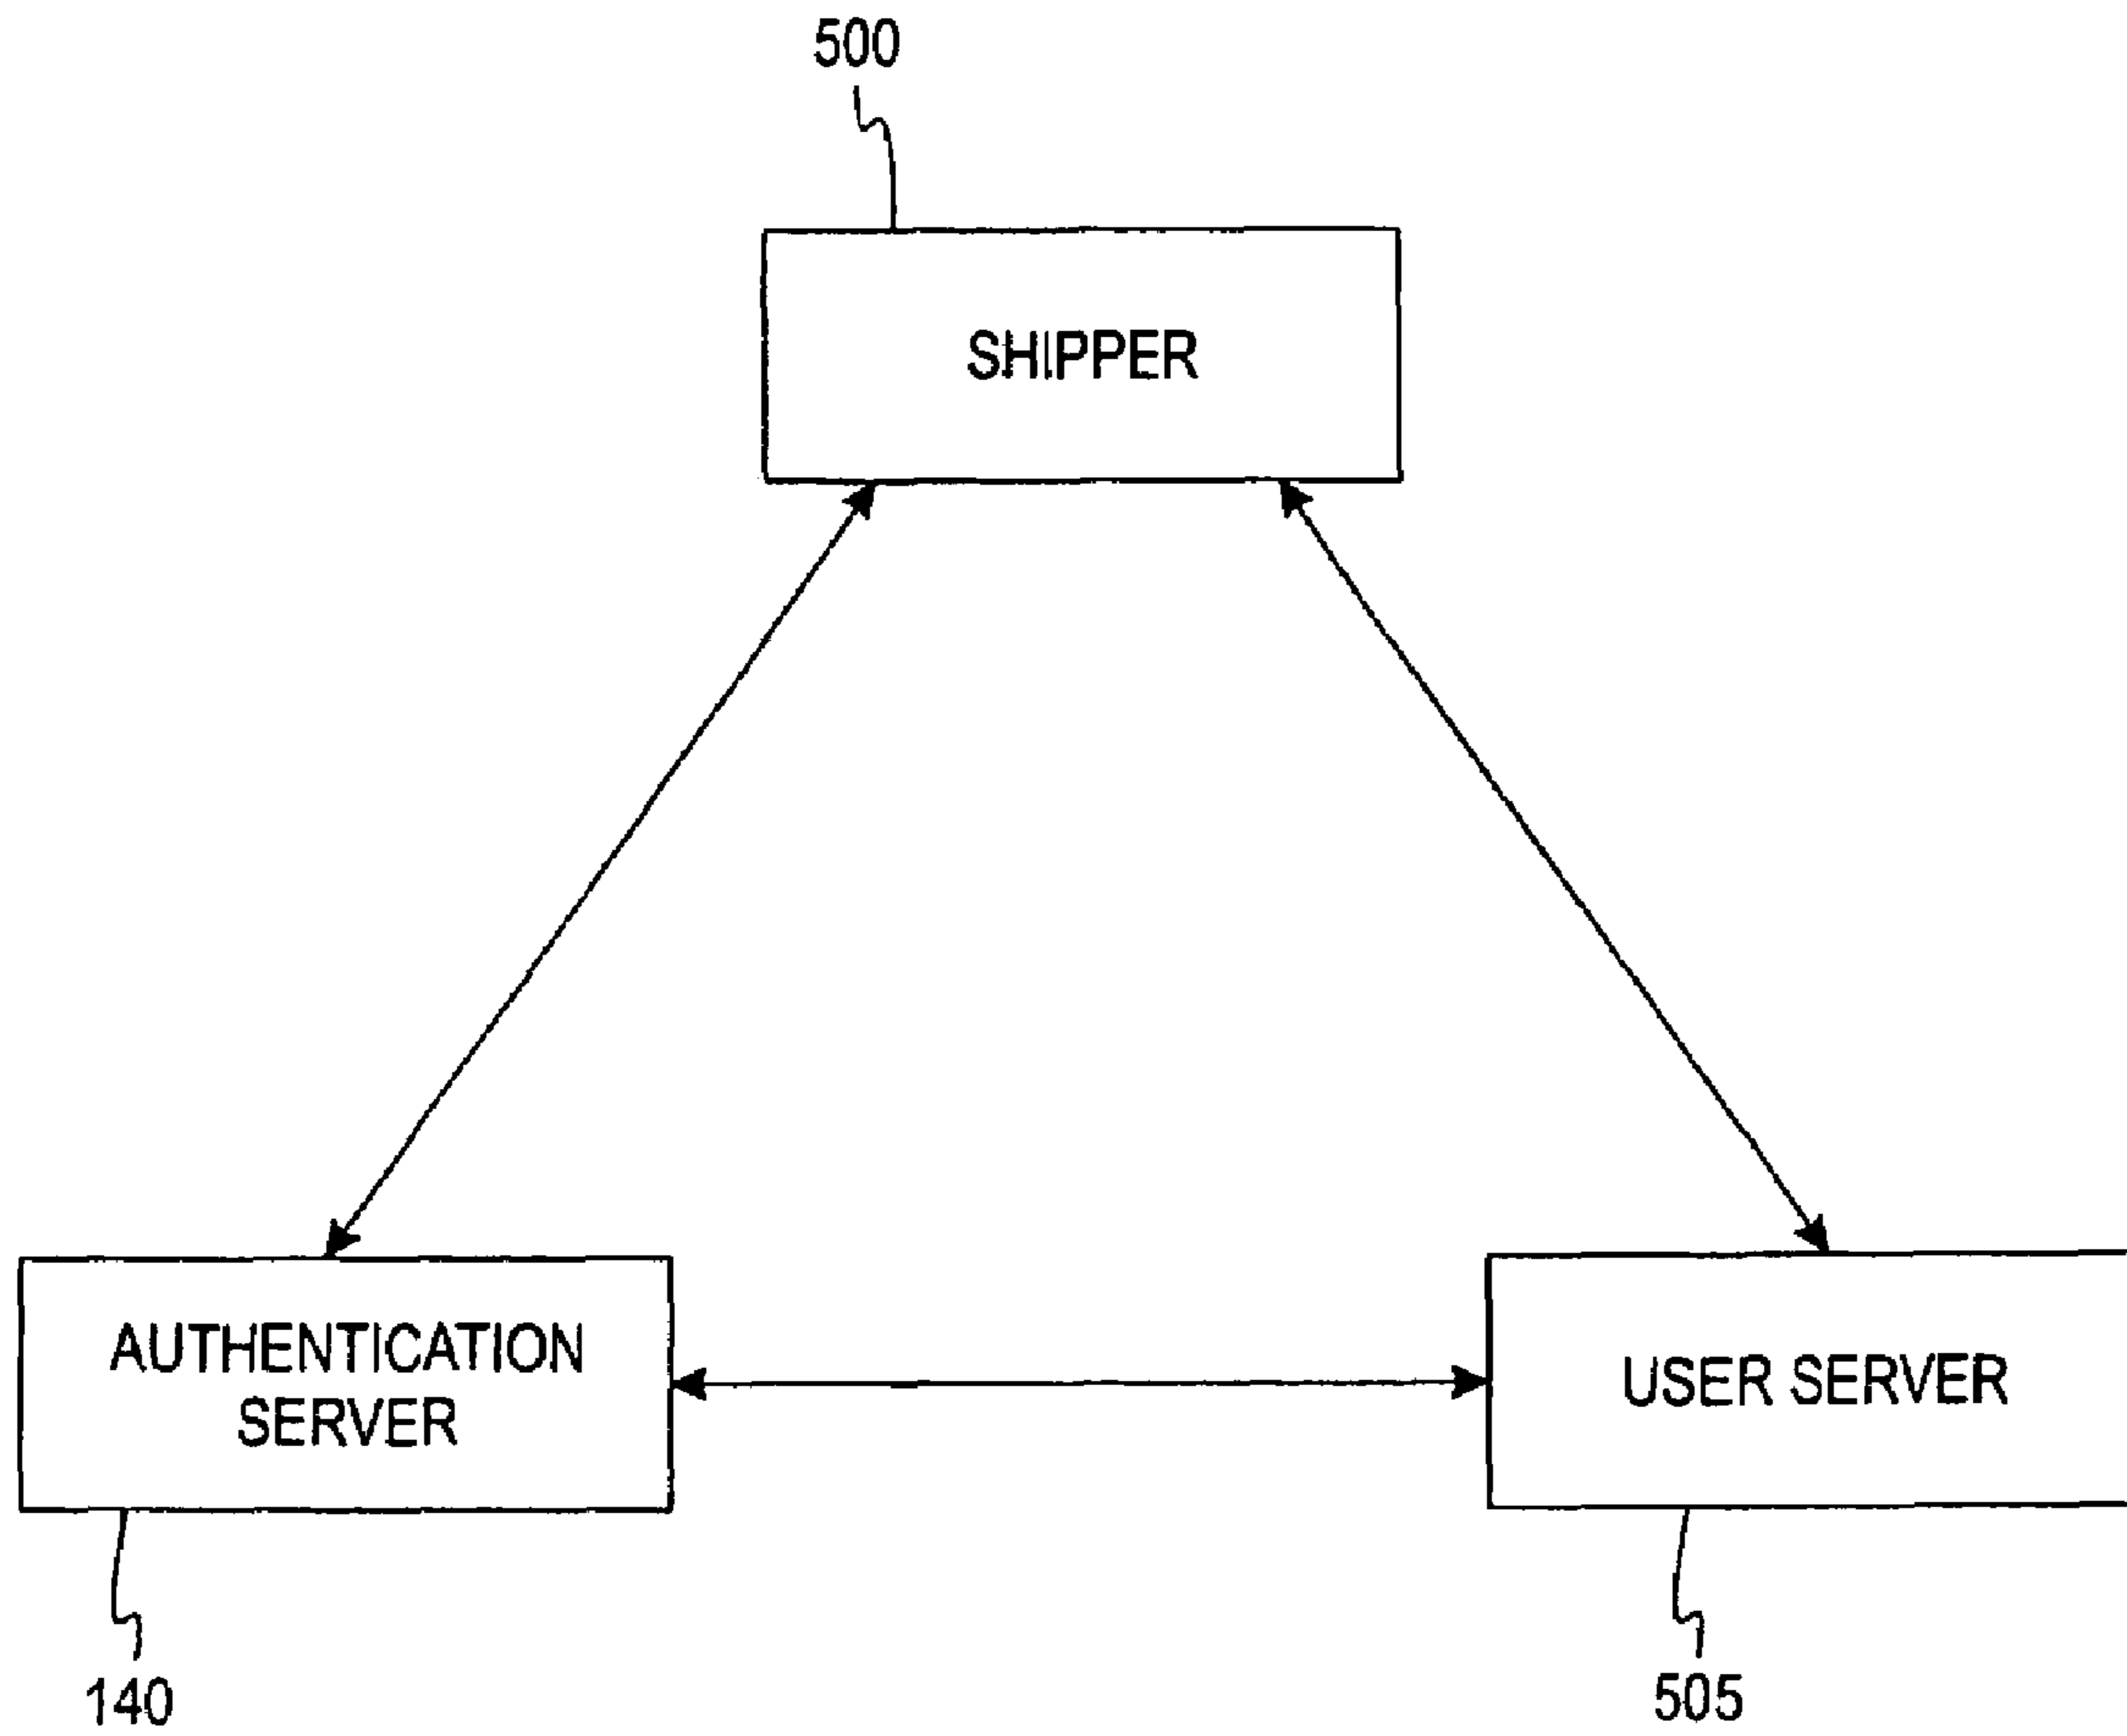 500
SHIPPER
AUTHENTICATION
SERVER
USER SERVER
140
505